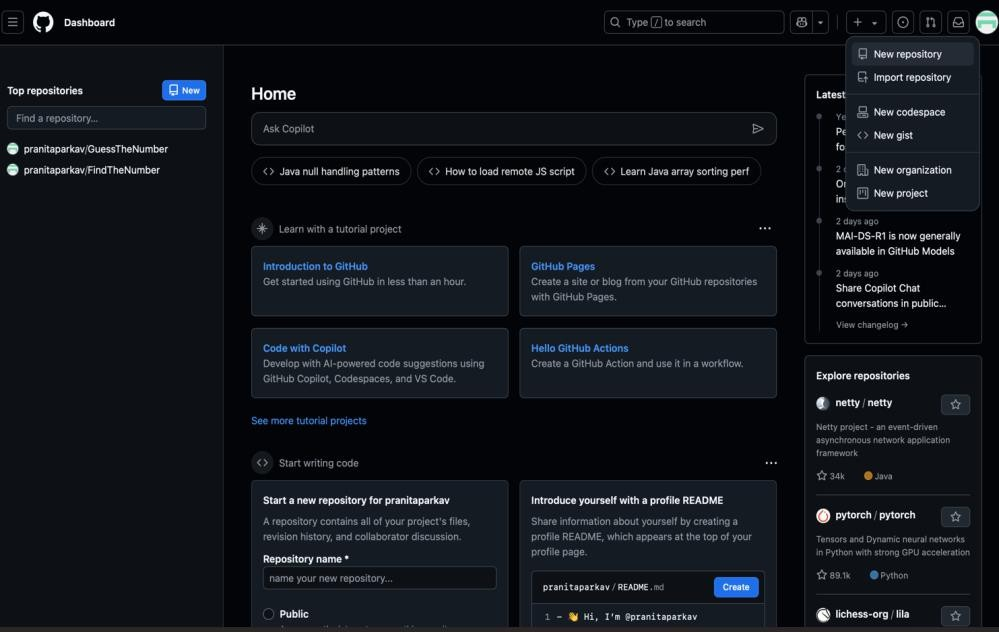 Dashboard
Type / to search
New repository
Import repository
New codespace
New gist
New organization
New project
Top repositories
New
Find a repository...
pranitaparkav/GuessTheNumber
pranitaparkav/FindTheNumber
Home
Ask Copilot
Java null handling patterns
How to load remote JS script
Learn Java array sorting perf
Learn with a tutorial project
Introduction to GitHub
Get started using GitHub in less than an hour.
GitHub Pages
Create a site or blog from your GitHub repositories
with GitHub Pages.
Code with Copilot
Develop with AI-powered code suggestions using
GitHub Copilot, Codespaces, and VS Code.
Hello GitHub Actions
Create a GitHub Action and use it in a workflow.
See more tutorial projects
Start writing code
Start a new repository for pranitaparkav
A repository contains all of your project's files,
revision history, and collaborator discussion.
Repository name *
name your new repository...
Public
Introduce yourself with a profile README
Share information about yourself by creating a
profile README, which appears at the top of your
profile page.
pranitaparkav / README.md
Create
1 - 👋 Hi, I'm @pranitaparkav
Latest
Ye
Pe
fo
2 d
Or
ins
2 days ago
MAI-DS-R1 is now generally
available in GitHub Models
2 days ago
Share Copilot Chat
conversations in public...
View changelog →
Explore repositories
netty / netty
Netty project - an event-driven
asynchronous network application
framework
34k
Java
pytorch / pytorch
Tensors and Dynamic neural networks
in Python with strong GPU acceleration
89.1k
Python
lichess-org / lila